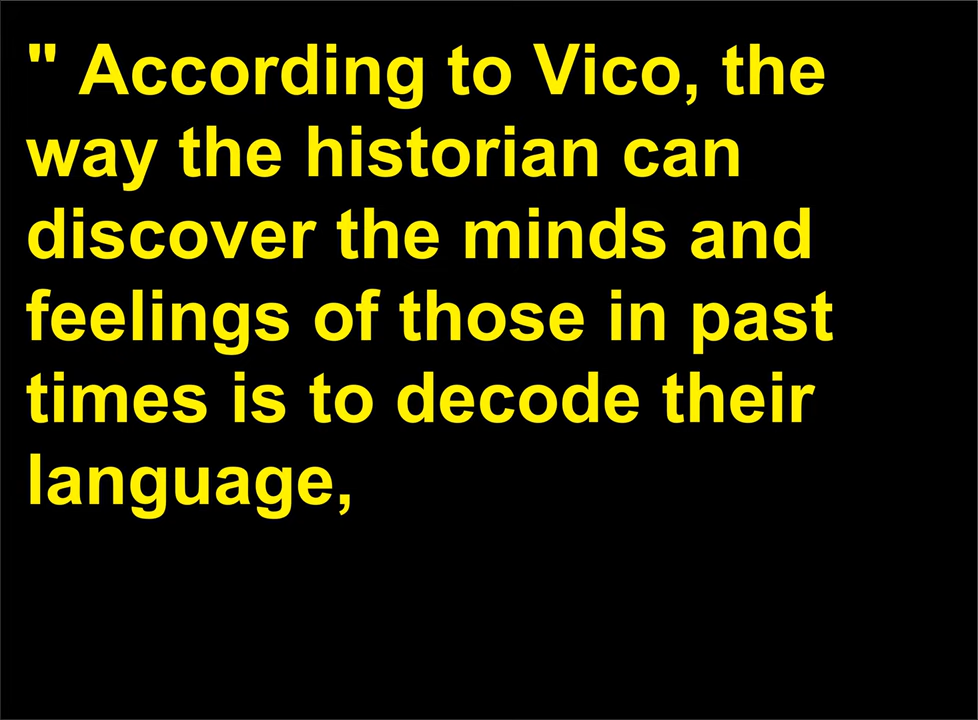 " According to Vico, the
way the historian can
discover the minds and
feelings of those in past
times is to decode their
language,